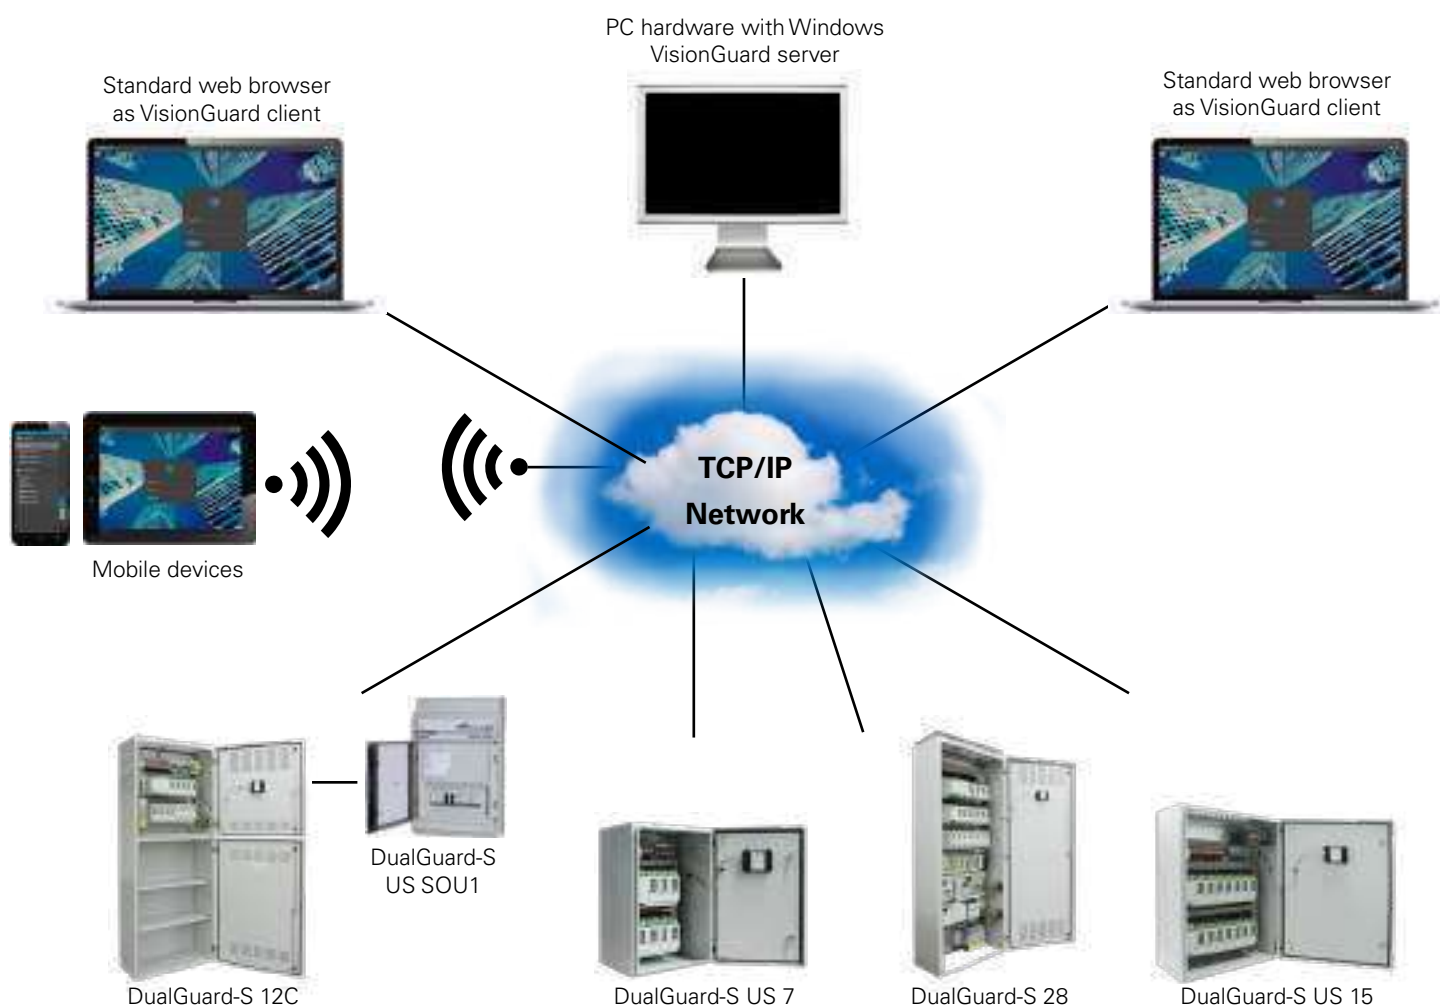 PC hardware with Windows
VisionGuard server
Standard web browser
as VisionGuard client
Standard web browser
as VisionGuard client
TCP/IP
Network
Mobile devices
DualGuard-S
US SOU1
DualGuard-S 12C
DualGuard-S US 7
DualGuard-S 28
DualGuard-S US 15